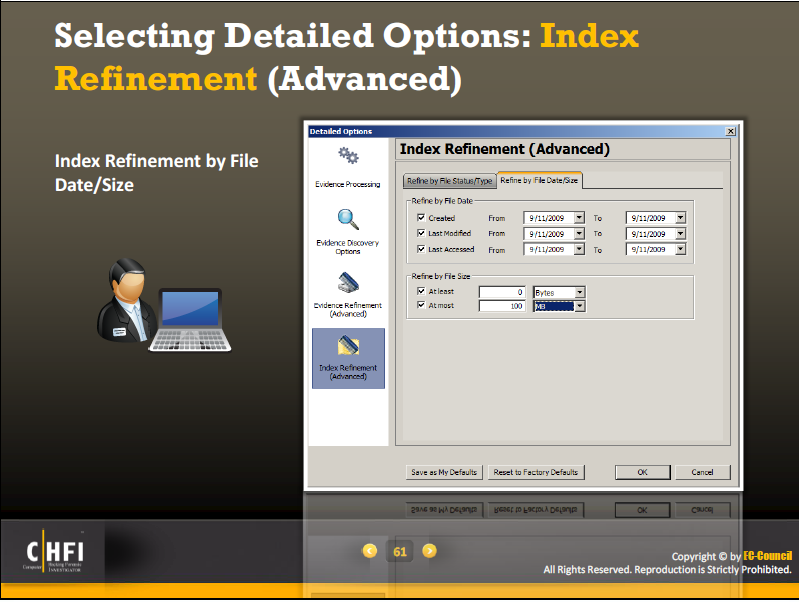 Selecting Detailed Options: Index
Refinement (Advanced)
Index Refinement by File
Date/Size
Detailed Options
Evidence Processing
Evidence Discovery
Options
Evidence Refinement
(Advanced)
Index Refinement
(Advanced)
Index Refinement (Advanced)
Refine by File Status/Type Refine by File Date/Size
Refine by File Date
Created From 9/11/2009 To 9/11/2009
Last Modified From 9/11/2009 To 9/11/2009
Last Accessed From 9/11/2009 To 9/11/2009
Refine by File Size
At least 0 Bytes
At most 100 MB
Save as My Defaults Reset to Factory Defaults OK Cancel
CHFI
Computer Hacking Forensic
INVESTIGATOR
61
Copyright © by EC-Council
All Rights Reserved. Reproduction is Strictly Prohibited.